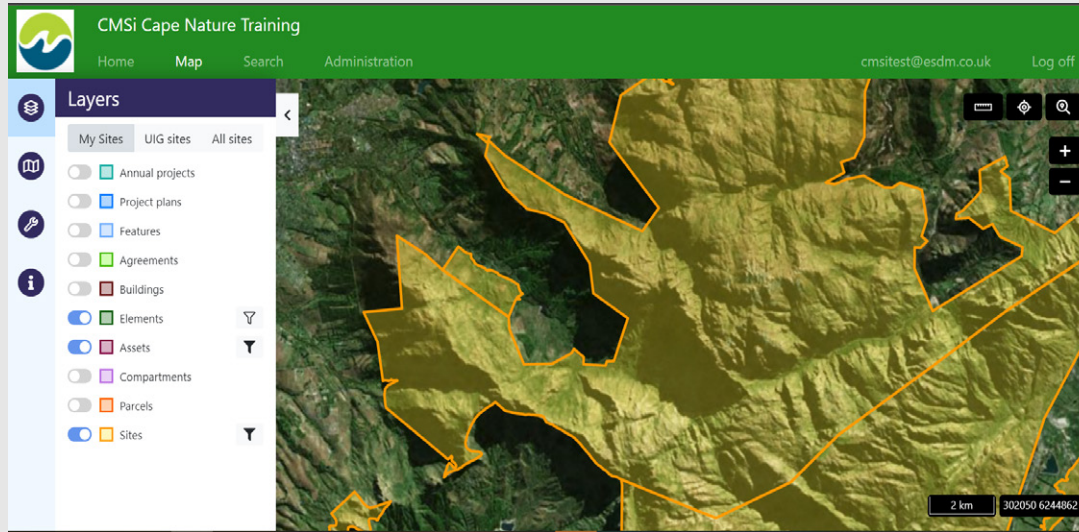 CMSi Cape Nature Training
Home Map Search Administration cmsitest@esdm.co.uk Log off
Layers
My Sites UIG sites All sites
Annual projects
Project plans
Features
Agreements
Buildings
Elements
Assets
Compartments
Parcels
Sites
2 km 302050 6244862